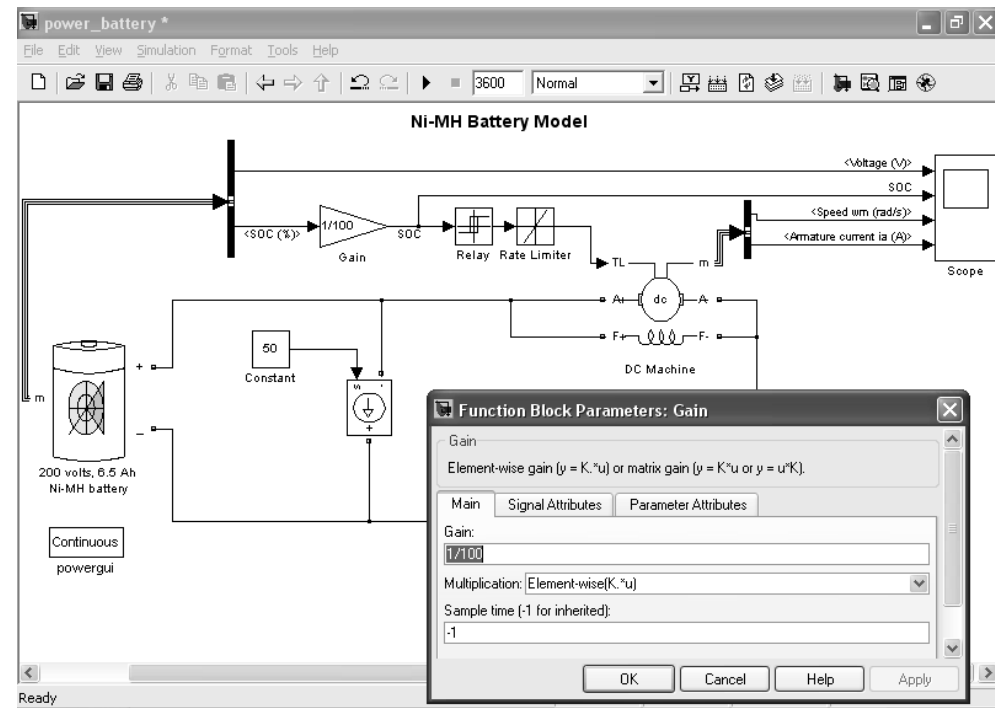 power_battery *
File Edit View Simulation Format Tools Help
3600 Normal
Ni-MH Battery Model
<Voltage (V)>
SOC
<Speed wm (rad/s)>
<Armature current ia (A)>
Scope
<SOC (%)>
1/100
Gain
SOC
Relay
Rate Limiter
TL
m
A+
dc
A-
F+
F-
DC Machine
50
Constant
s
-
+
m
+
_
200 volts, 6.5 Ah
Ni-MH battery
Continuous
powergui
Function Block Parameters: Gain
Gain
Element-wise gain (y = K.*u) or matrix gain (y = K*u or y = u*K).
Main Signal Attributes Parameter Attributes
Gain:
1/100
Multiplication: Element-wise(K.*u)
Sample time (-1 for inherited):
-1
OK Cancel Help Apply
Ready